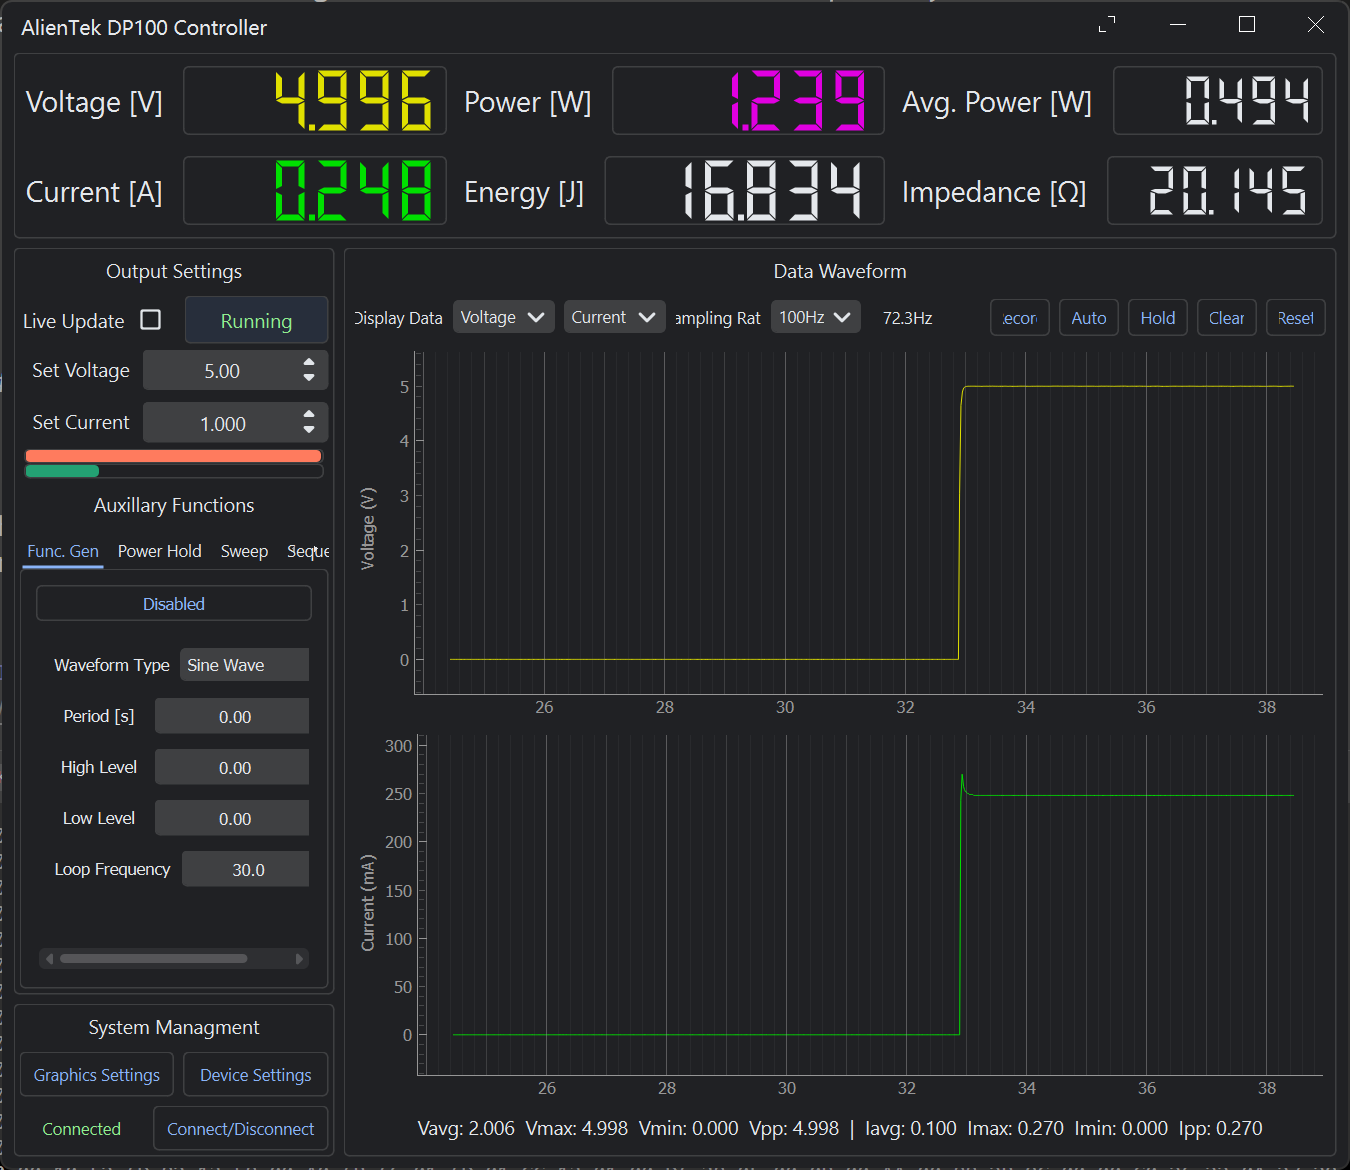 AlienTek DP100 Controller
Voltage [V] 4.996 Power [W] 1.239 Avg. Power [W] 0.494
Current [A] 0.248 Energy [J] 16.834 Impedance [Ω] 20.145
Output Settings
Live Update Running
Set Voltage 5.00
Set Current 1.000
Auxillary Functions
Func. Gen Power Hold Sweep Seque
Disabled
Waveform Type Sine Wave
Period [s] 0.00
High Level 0.00
Low Level 0.00
Loop Frequency 30.0
System Managment
Graphics Settings Device Settings
Connected Connect/Disconnect
Data Waveform
Display Data Voltage Current ampling Rat 100Hz 72.3Hz ecor Auto Hold Clear Reset
Voltage (V)
5
4
3
2
1
0
26 28 30 32 34 36 38
Current (mA)
300
250
200
150
100
50
0
26 28 30 32 34 36 38
Vavg: 2.006 Vmax: 4.998 Vmin: 0.000 Vpp: 4.998 | Iavg: 0.100 Imax: 0.270 Imin: 0.000 Ipp: 0.270